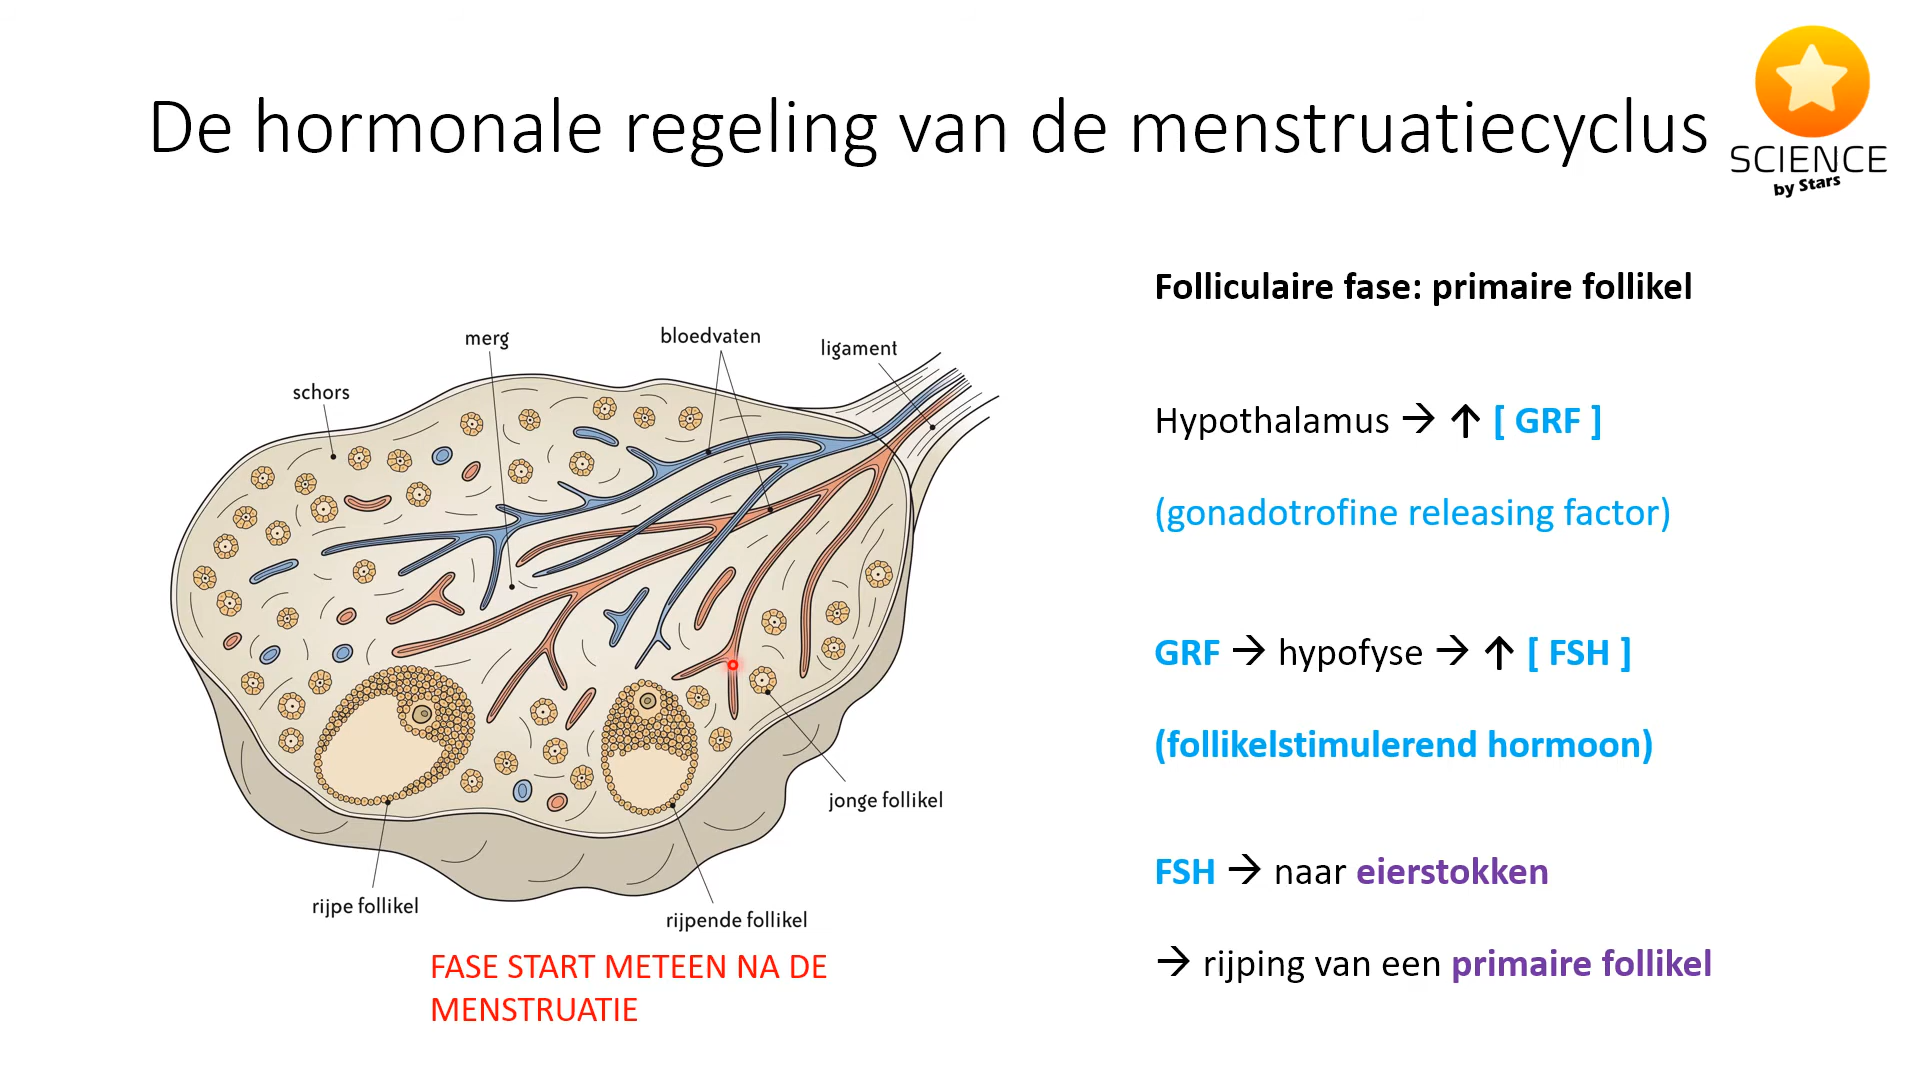 De hormonale regeling van de menstruatiecyclus
SCIENCE
by Stars
Folliculaire fase: primaire follikel
merg
bloedvaten
ligament
schors
Hypothalamus → ↑ [ GRF ]
(gonadotrofine releasing factor)
GRF → hypofyse → ↑ [ FSH ]
(follikelstimulerend hormoon)
jonge follikel
rijpe follikel
rijpende follikel
FSH → naar eierstokken
→ rijping van een primaire follikel
FASE START METEEN NA DE
MENSTRUATIE